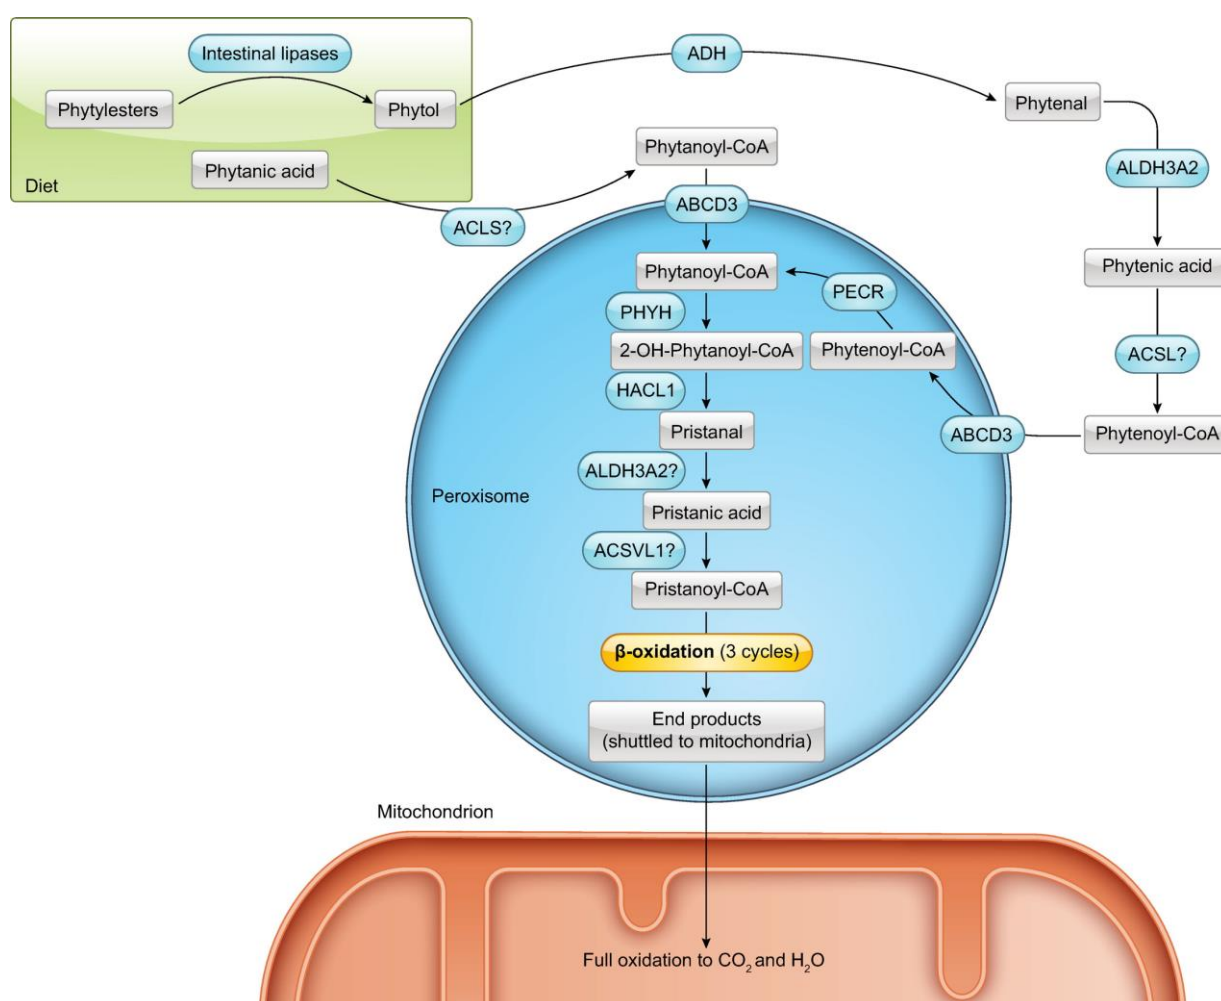 Intestinal lipases
ADH
Phytylesters
Phytol
Phytenal
Phytanic acid
Diet
Phytanoyl-CoA
ALDH3A2
ACLS?
ABCD3
Phytanoyl-CoA
Phytenic acid
PECR
PHYH
2-OH-Phytanoyl-CoA
Phytenoyl-CoA
ACSL?
HACL1
Pristanal
ABCD3
Phytenoyl-CoA
ALDH3A2?
Peroxisome
Pristanic acid
ACSVL1?
Pristanoyl-CoA
β-oxidation (3 cycles)
End products
(shuttled to mitochondria)
Mitochondrion
Full oxidation to CO₂ and H₂O